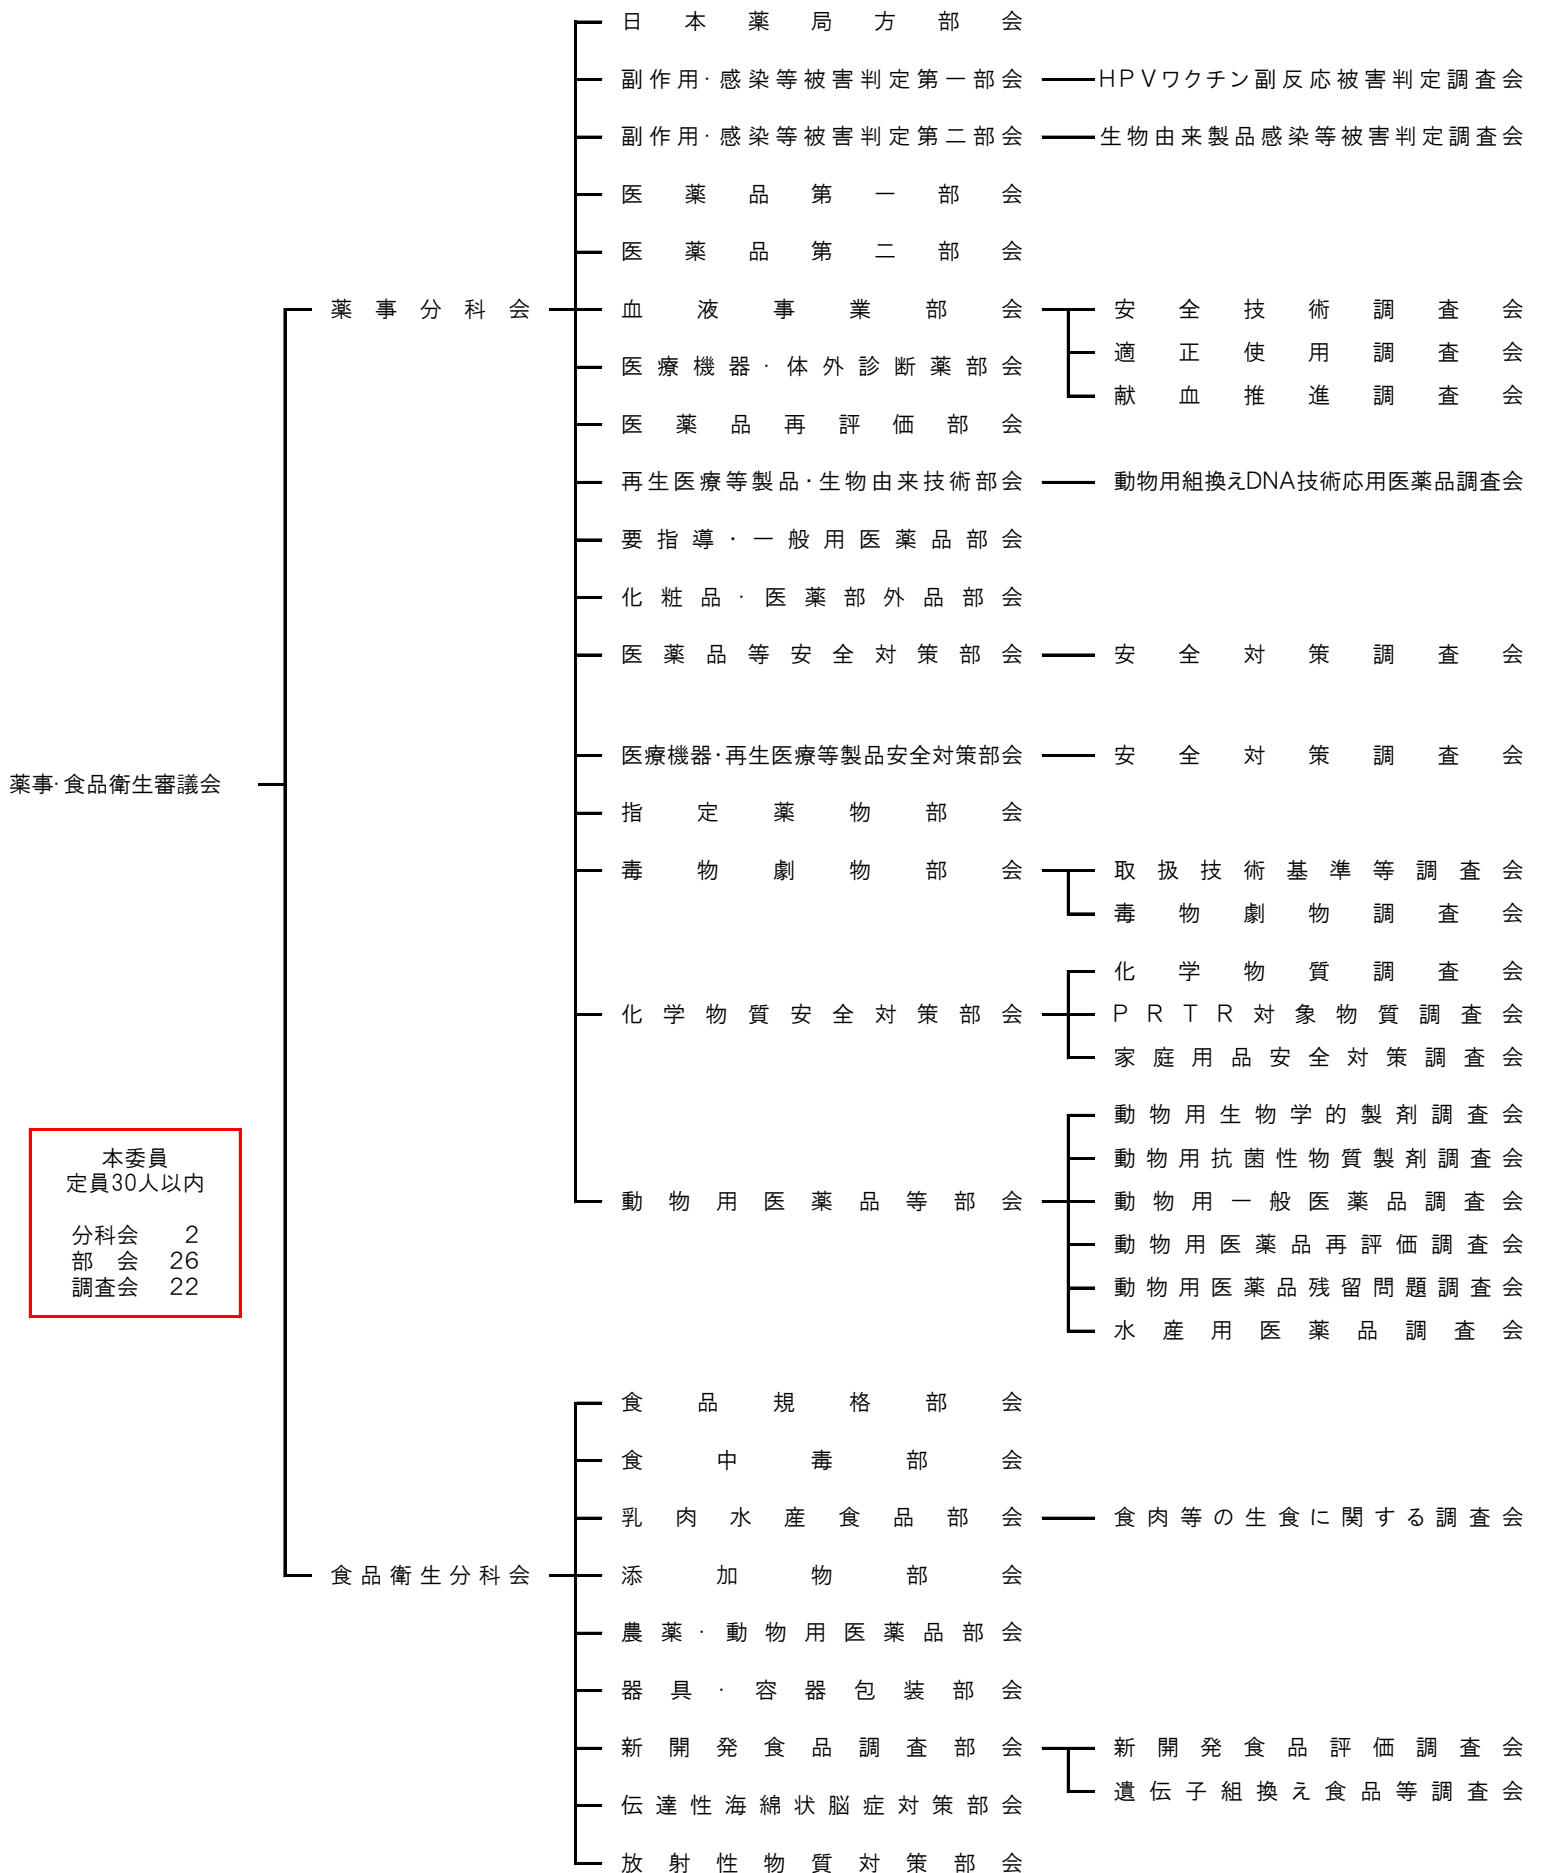 日本薬局方部会
副作用・感染等被害判定第一部会 HPVワクチン副反応被害判定調査会
副作用・感染等被害判定第二部会 生物由来製品感染等被害判定調査会
医薬品第一部会
医薬品第二部会
薬事分科会 血液事業部会 安全技術調査会
適正使用調査会
医療機器・体外診断薬部会
献血推進調査会
医薬品再評価部会
再生医療等製品・生物由来技術部会 動物用組換えDNA技術応用医薬品調査会
要指導・一般用医薬品部会
化粧品・医薬部外品部会
医薬品等安全対策部会 安全対策調査会
医療機器・再生医療等製品安全対策部会 安全対策調査会
薬事・食品衛生審議会
指定薬物部会
毒物劇物部会 取扱技術基準等調査会
毒物劇物調査会
化学物質調査会
化学物質安全対策部会 PRTR対象物質調査会
家庭用品安全対策調査会
動物用生物学的製剤調査会
動物用抗菌性物質製剤調査会
動物用医薬品等部会 動物用一般医薬品調査会
動物用医薬品再評価調査会
動物用医薬品残留問題調査会
水産用医薬品調査会
本委員
定員30人以内
分科会 2
部会 26
調査会 22
食品規格部会
食中毒部会
乳肉水産食品部会 食肉等の生食に関する調査会
食品衛生分科会 添加物部会
農薬・動物用医薬品部会
器具・容器包装部会
新開発食品調査部会 新開発食品評価調査会
遺伝子組換え食品等調査会
伝達性海綿状脳症対策部会
放射性物質対策部会